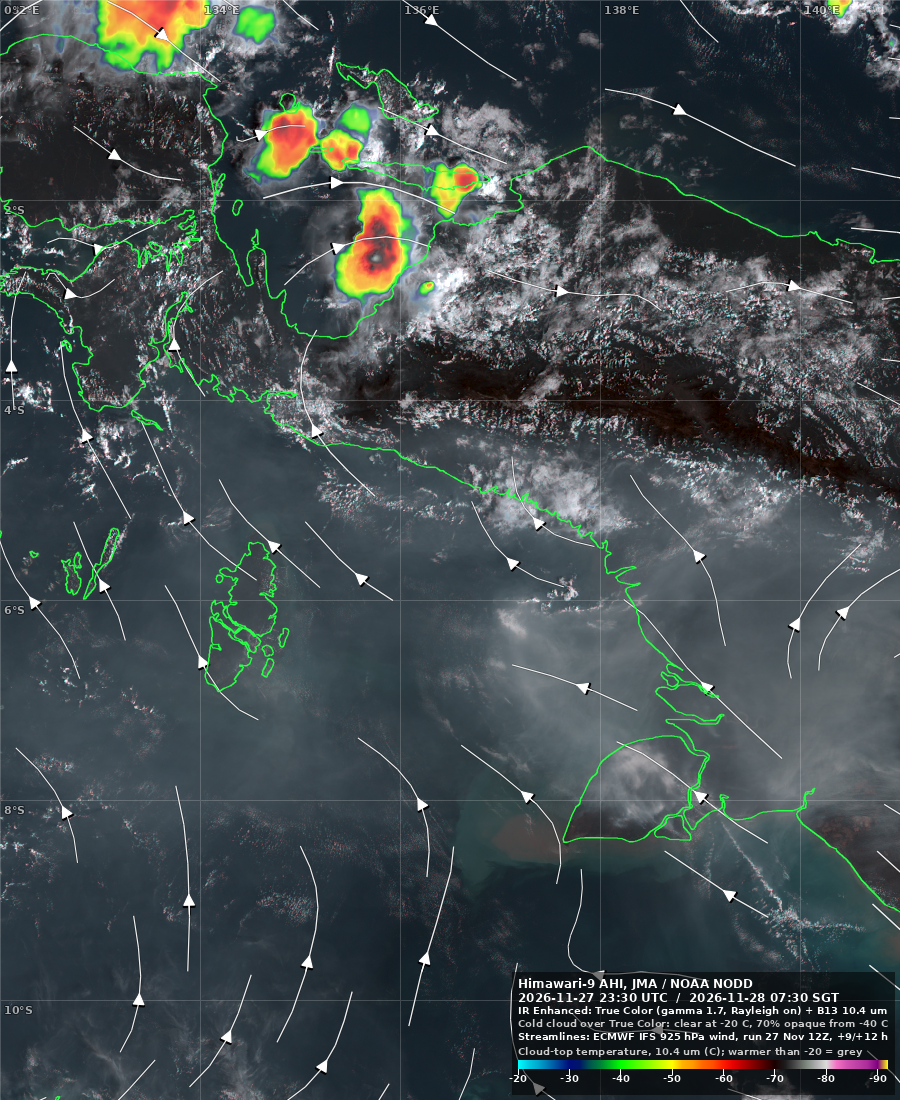 0°N
132°E
134°E
136°E
138°E
140°E
2°S
4°S
6°S
8°S
10°S
Himawari-9 AHI, JMA / NOAA NODD
2026-11-27 23:30 UTC / 2026-11-28 07:30 SGT
IR Enhanced: True Color (gamma 1.7, Rayleigh on) + B13 10.4 um
Cold cloud over True Color: clear at -20 C, 70% opaque from -40 C
Streamlines: ECMWF IFS 925 hPa wind, run 27 Nov 12Z, +9/+12 h
Cloud-top temperature, 10.4 um (C); warmer than -20 = grey
-20 -30 -40 -50 -60 -70 -80 -90